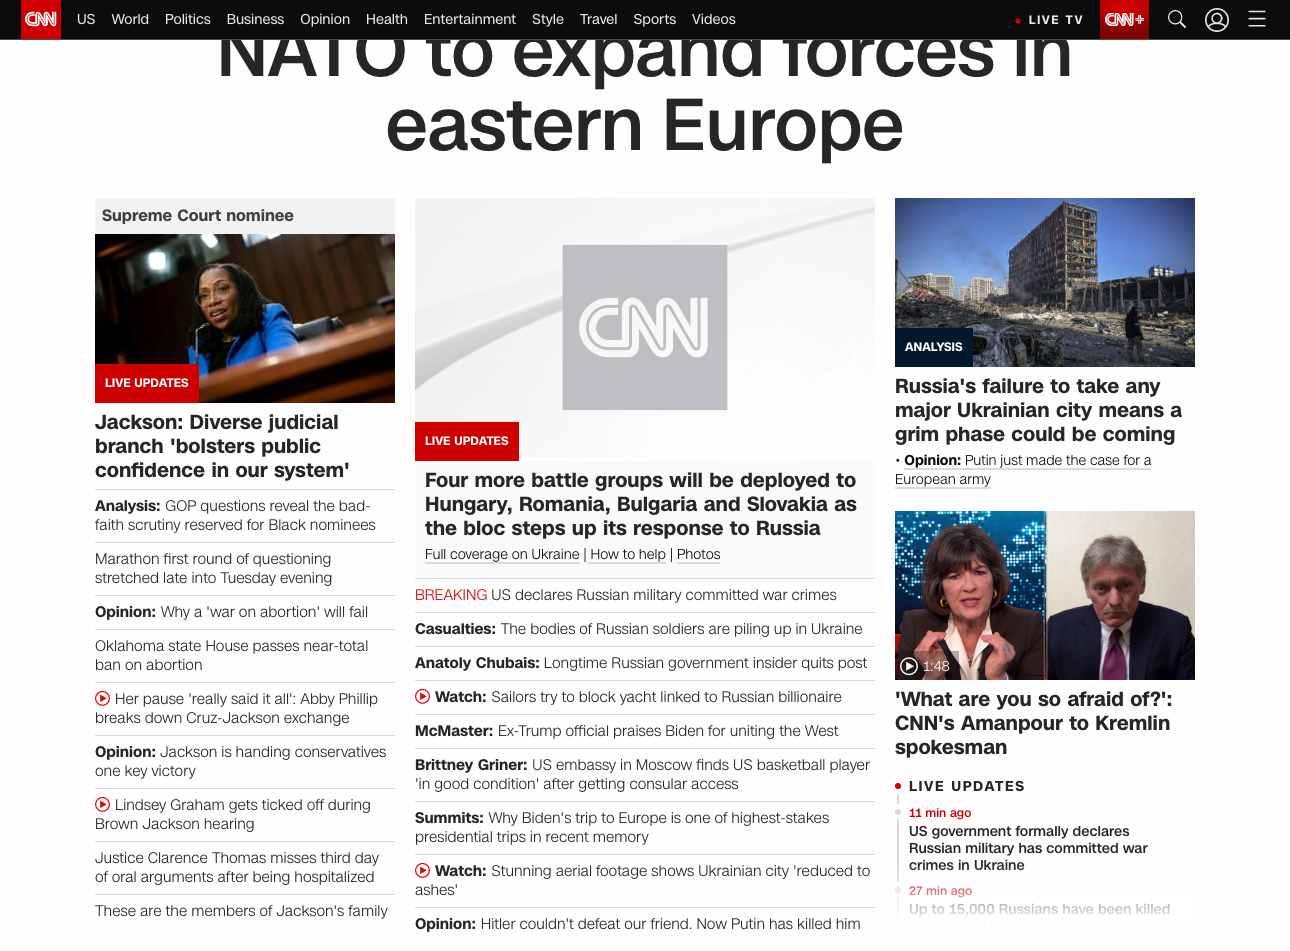 CNN US World Politics Business Opinion Health Entertainment Style Travel Sports Videos LIVE TV CNN+
NATO to expand forces in
eastern Europe
Supreme Court nominee
LIVE UPDATES
Jackson: Diverse judicial
branch 'bolsters public
confidence in our system'
Analysis: GOP questions reveal the bad-
faith scrutiny reserved for Black nominees
Marathon first round of questioning
stretched late into Tuesday evening
Opinion: Why a 'war on abortion' will fail
Oklahoma state House passes near-total
ban on abortion
Her pause 'really said it all': Abby Phillip
breaks down Cruz-Jackson exchange
Opinion: Jackson is handing conservatives
one key victory
Lindsey Graham gets ticked off during
Brown Jackson hearing
Justice Clarence Thomas misses third day
of oral arguments after being hospitalized
These are the members of Jackson's family
CNN
LIVE UPDATES
Four more battle groups will be deployed to
Hungary, Romania, Bulgaria and Slovakia as
the bloc steps up its response to Russia
Full coverage on Ukraine | How to help | Photos
BREAKING US declares Russian military committed war crimes
Casualties: The bodies of Russian soldiers are piling up in Ukraine
Anatoly Chubais: Longtime Russian government insider quits post
Watch: Sailors try to block yacht linked to Russian billionaire
McMaster: Ex-Trump official praises Biden for uniting the West
Brittney Griner: US embassy in Moscow finds US basketball player
'in good condition' after getting consular access
Summits: Why Biden's trip to Europe is one of highest-stakes
presidential trips in recent memory
Watch: Stunning aerial footage shows Ukrainian city 'reduced to
ashes'
Opinion: Hitler couldn't defeat our friend. Now Putin has killed him
ANALYSIS
Russia's failure to take any
major Ukrainian city means a
grim phase could be coming
• Opinion: Putin just made the case for a
European army
1:48
'What are you so afraid of?':
CNN's Amanpour to Kremlin
spokesman
LIVE UPDATES
11 min ago
US government formally declares
Russian military has committed war
crimes in Ukraine
27 min ago
Up to 15,000 Russians have been killed